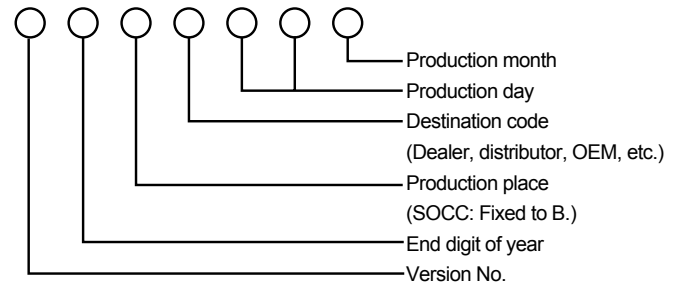 Production month
Production day
Destination code
(Dealer, distributor, OEM, etc.)
Production place
(SOCC: Fixed to B.)
End digit of year
Version No.